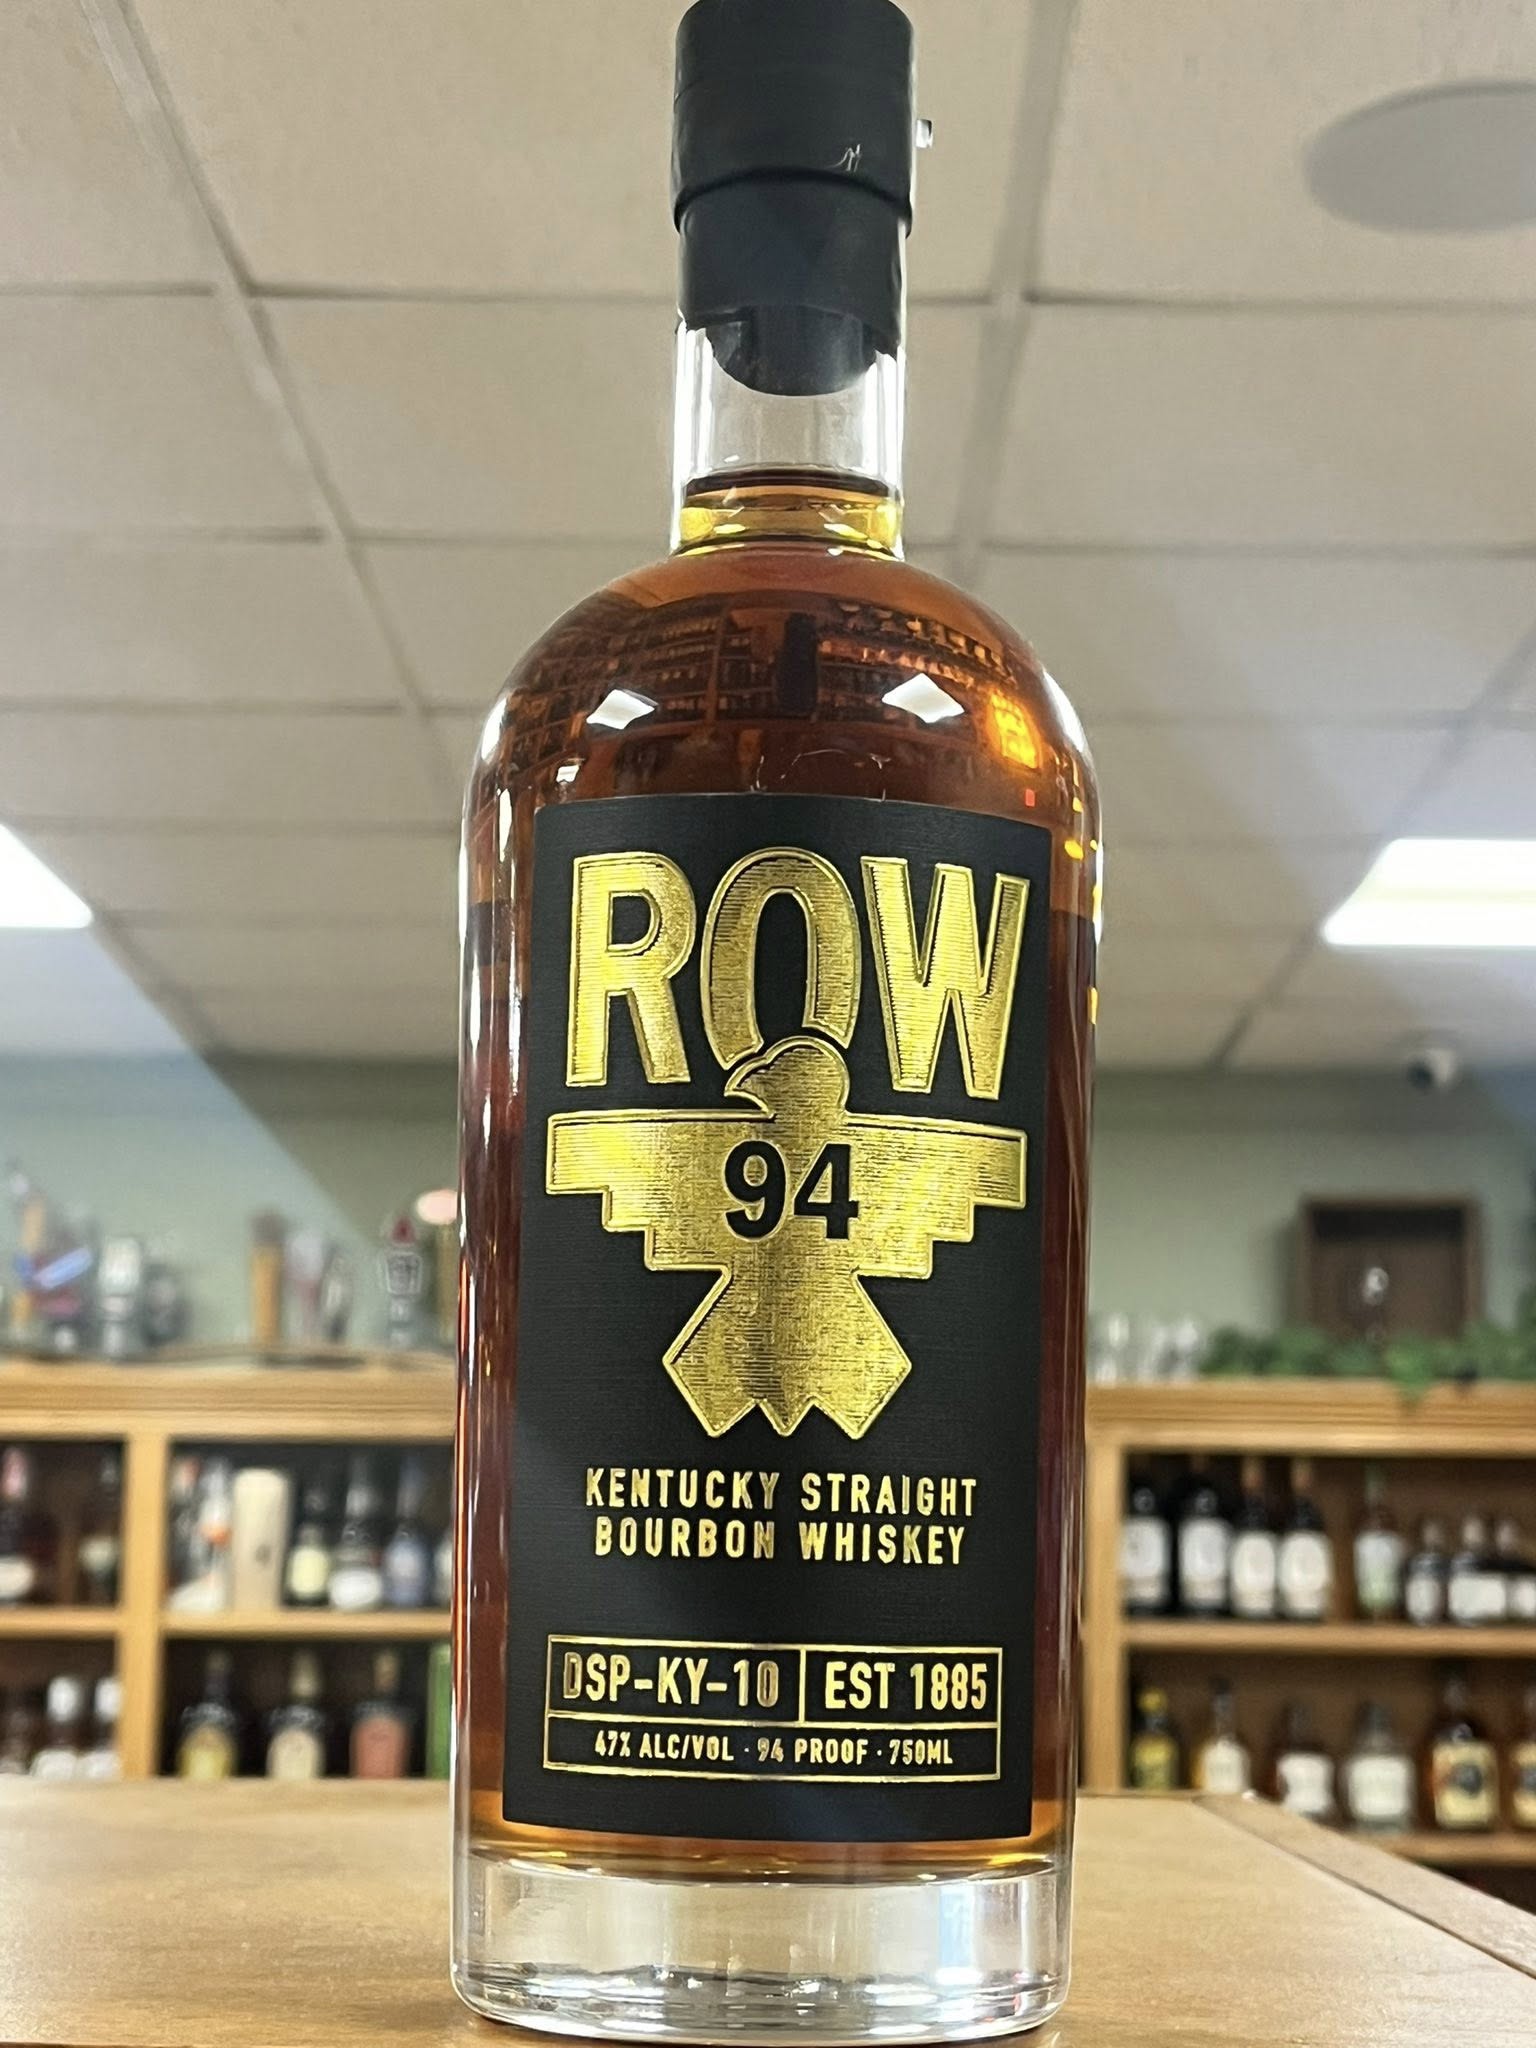 ROW
94
KENTUCKY STRAIGHT
BOURBON WHISKEY
DSP-KY-10 EST 1885
47% ALC/VOL · 94 PROOF · 750ML